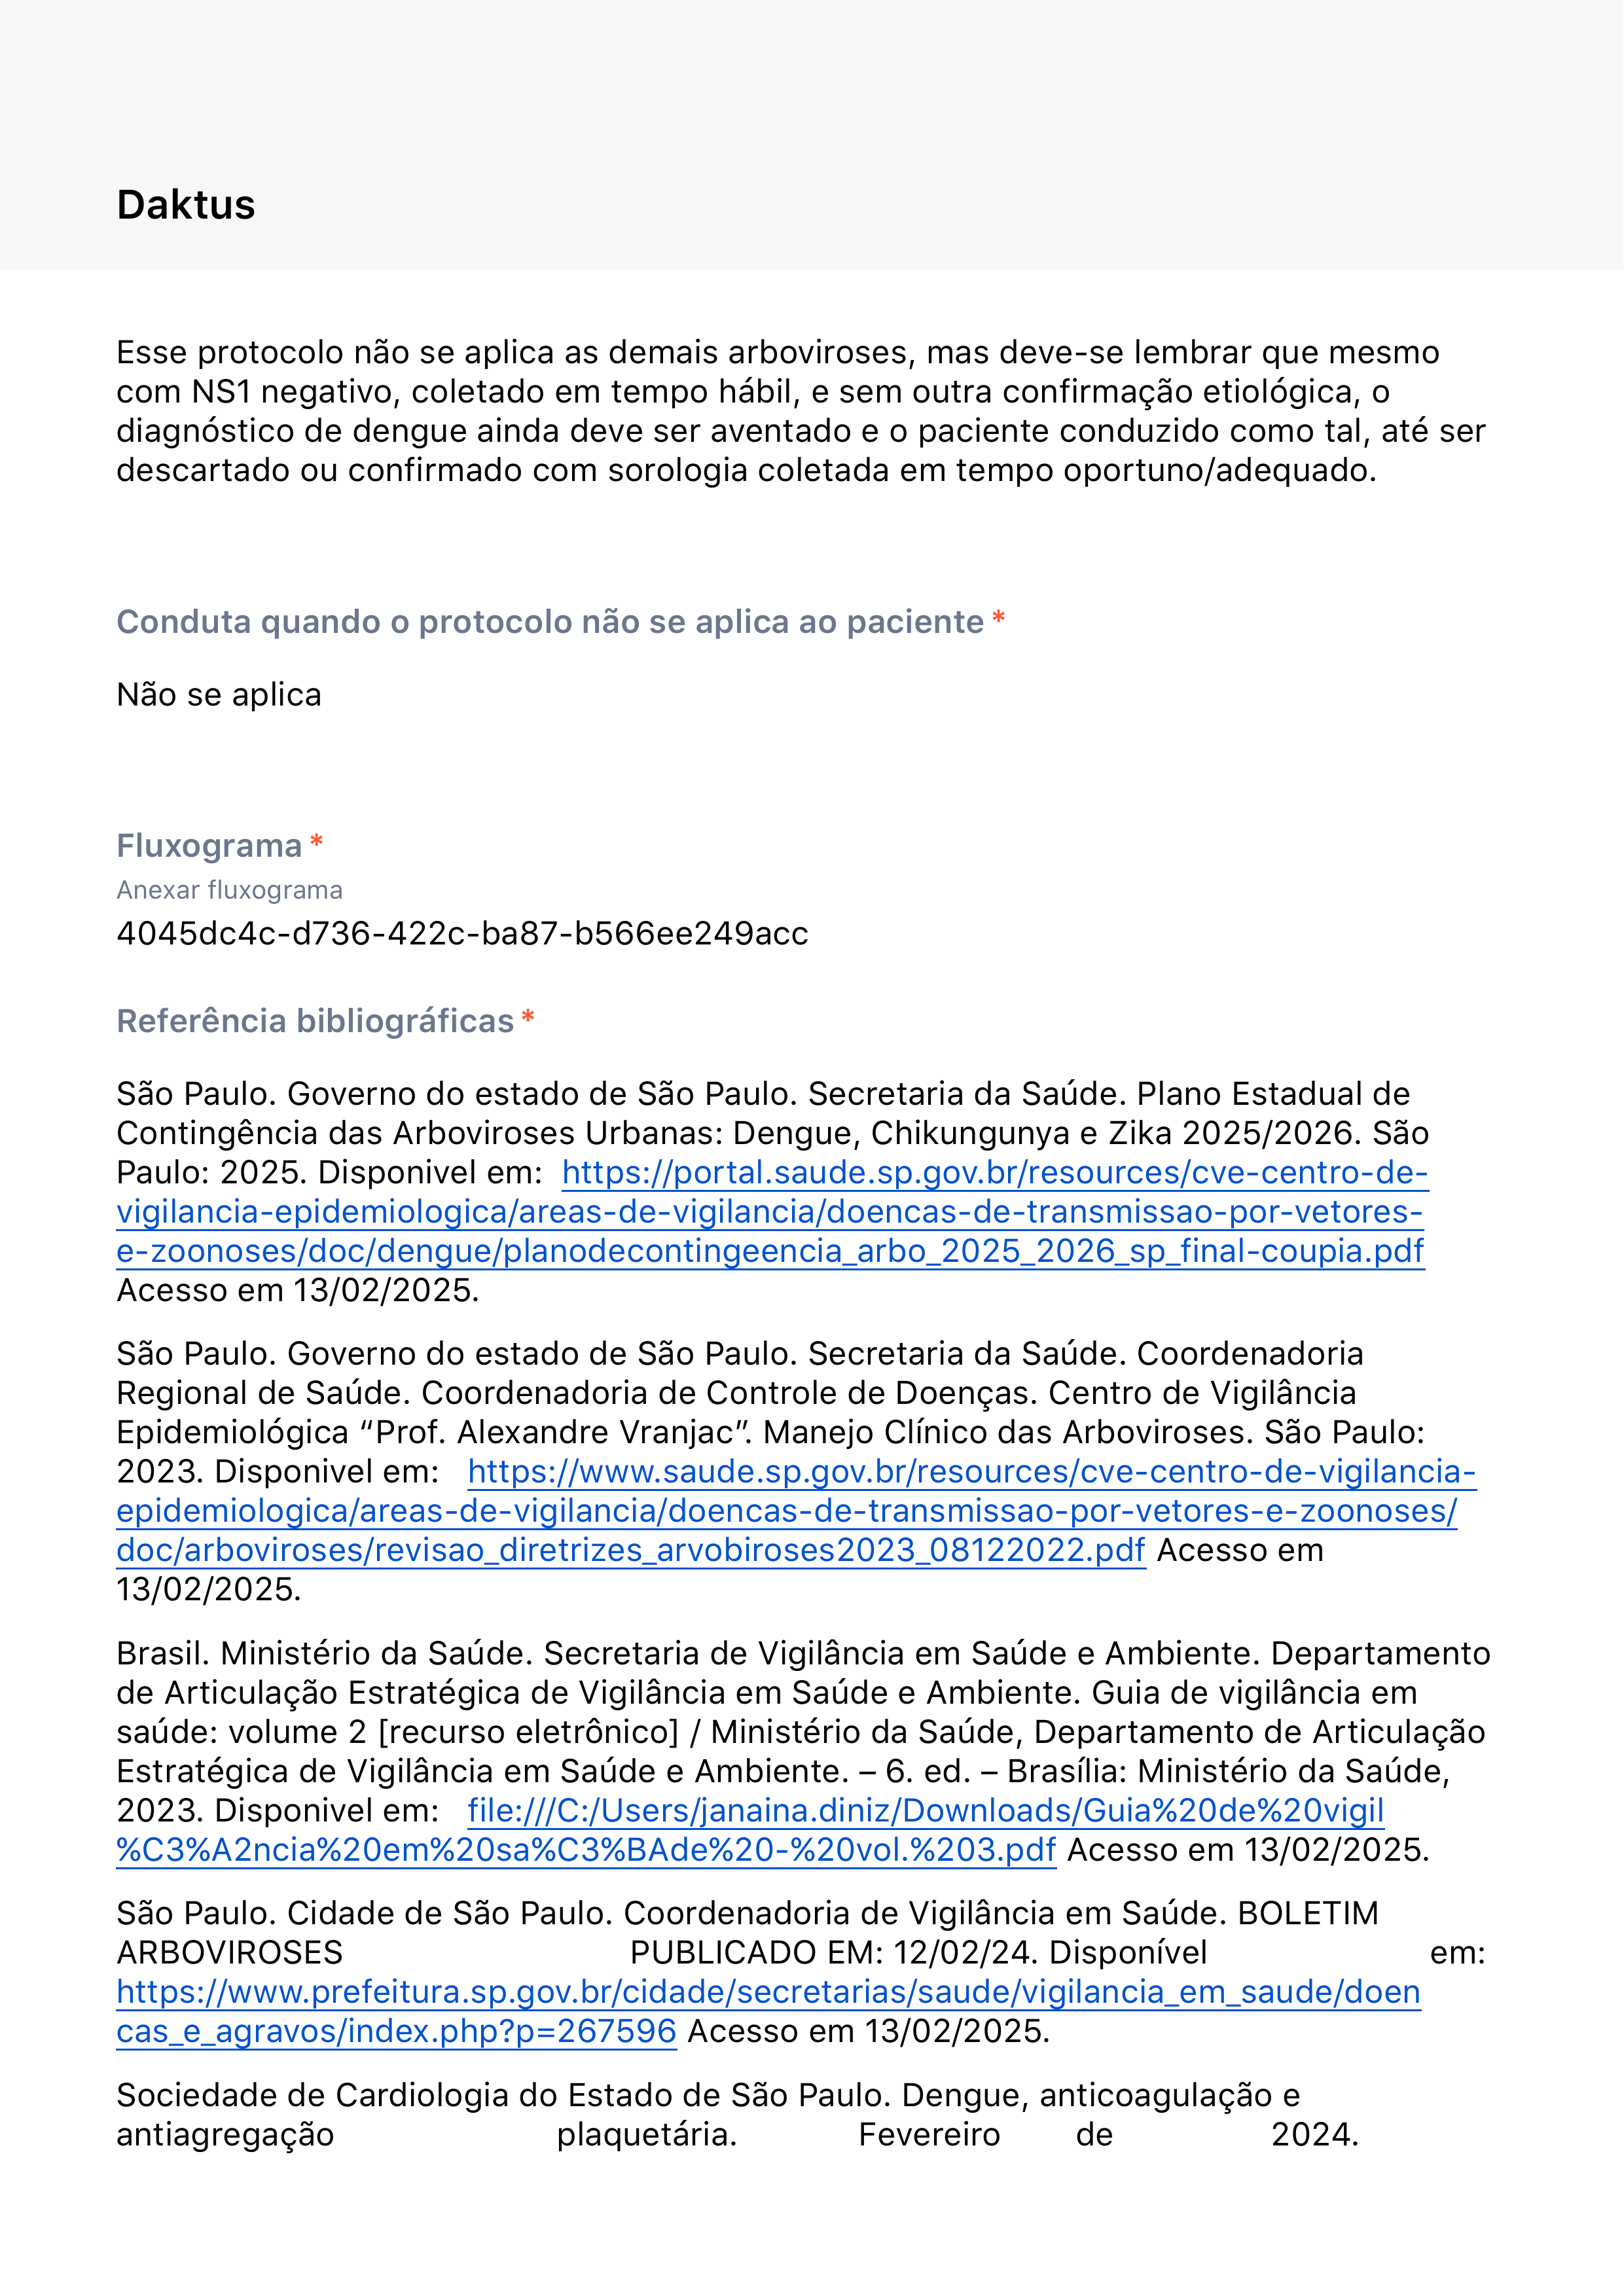 Daktus
Esse protocolo não se aplica as demais arboviroses, mas deve-se lembrar que mesmo
com NS1 negativo, coletado em tempo hábil, e sem outra confirmação etiológica, o
diagnóstico de dengue ainda deve ser aventado e o paciente conduzido como tal, até ser
descartado ou confirmado com sorologia coletada em tempo oportuno/adequado.
Conduta quando o protocolo não se aplica ao paciente *
Não se aplica
Fluxograma *
Anexar fluxograma
4045dc4c-d736-422c-ba87-b566ee249acc
Referência bibliográficas *
São Paulo. Governo do estado de São Paulo. Secretaria da Saúde. Plano Estadual de
Contingência das Arboviroses Urbanas: Dengue, Chikungunya e Zika 2025/2026. São
Paulo: 2025. Disponivel em: https://portal.saude.sp.gov.br/resources/cve-centro-de-
vigilancia-epidemiologica/areas-de-vigilancia/doencas-de-transmissao-por-vetores-
e-zoonoses/doc/dengue/planodecontingeencia_arbo_2025_2026_sp_final-coupia.pdf
Acesso em 13/02/2025.
São Paulo. Governo do estado de São Paulo. Secretaria da Saúde. Coordenadoria
Regional de Saúde. Coordenadoria de Controle de Doenças. Centro de Vigilância
Epidemiológica “Prof. Alexandre Vranjac”. Manejo Clínico das Arboviroses. São Paulo:
2023. Disponivel em: https://www.saude.sp.gov.br/resources/cve-centro-de-vigilancia-
epidemiologica/areas-de-vigilancia/doencas-de-transmissao-por-vetores-e-zoonoses/
doc/arboviroses/revisao_diretrizes_arvobiroses2023_08122022.pdf Acesso em
13/02/2025.
Brasil. Ministério da Saúde. Secretaria de Vigilância em Saúde e Ambiente. Departamento
de Articulação Estratégica de Vigilância em Saúde e Ambiente. Guia de vigilância em
saúde: volume 2 [recurso eletrônico] / Ministério da Saúde, Departamento de Articulação
Estratégica de Vigilância em Saúde e Ambiente. – 6. ed. – Brasília: Ministério da Saúde,
2023. Disponivel em: file:///C:/Users/janaina.diniz/Downloads/Guia%20de%20vigil
%C3%A2ncia%20em%20sa%C3%BAde%20-%20vol.%203.pdf Acesso em 13/02/2025.
São Paulo. Cidade de São Paulo. Coordenadoria de Vigilância em Saúde. BOLETIM
ARBOVIROSES PUBLICADO EM: 12/02/24. Disponível em:
https://www.prefeitura.sp.gov.br/cidade/secretarias/saude/vigilancia_em_saude/doen
cas_e_agravos/index.php?p=267596 Acesso em 13/02/2025.
Sociedade de Cardiologia do Estado de São Paulo. Dengue, anticoagulação e
antiagregação plaquetária. Fevereiro de 2024.